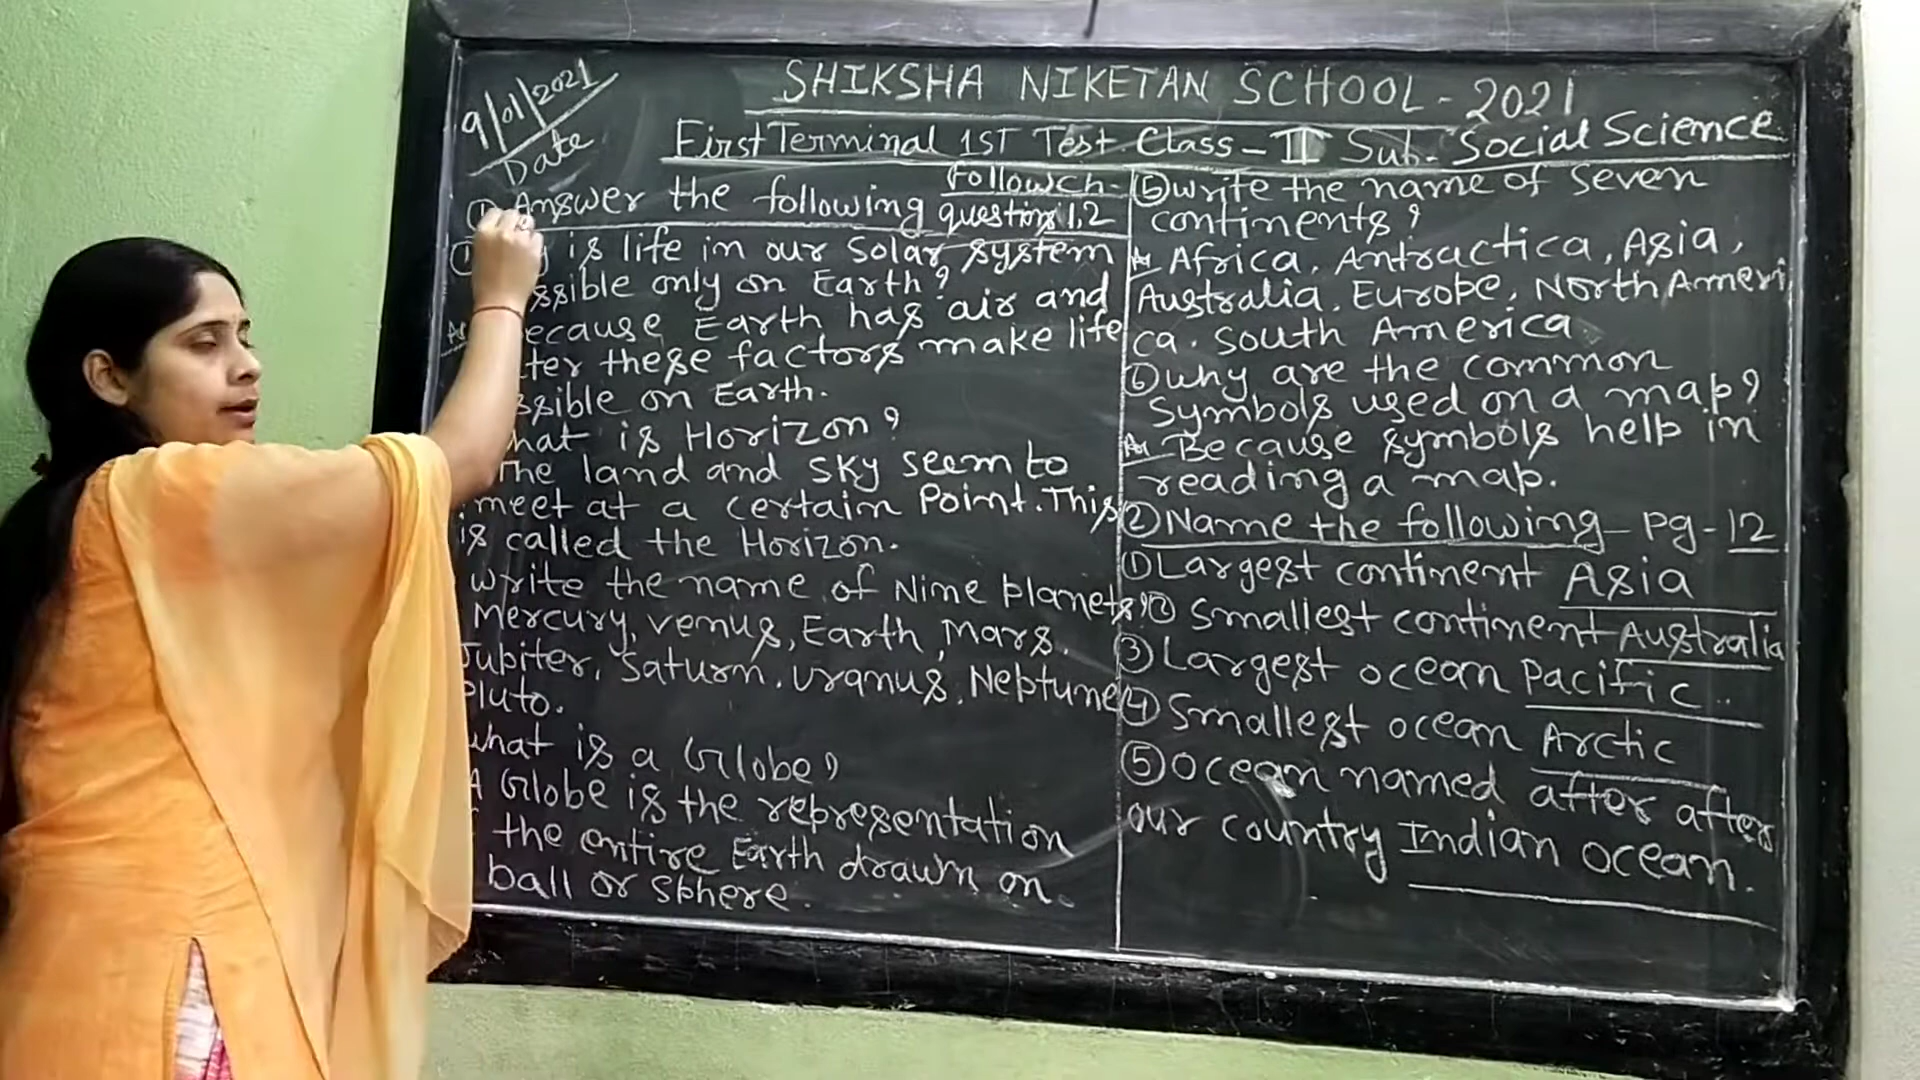 9/01/2021
Date
SHIKSHA NIKETAN SCHOOL - 2021
First Terminal 1ST Test Class - II Sub- Social Science
① Answer the following question 1,2
Follow ch-
is life in our Solar system
ssible only on Earth?
ecause Earth has air and
ter these factors make life
ssible on Earth.
hat is Horizon?
The land and sky seem to
meet at a certain Point. This
is called the Horizon.
write the name of Nine planets?
Mercury, Venus, Earth, Mars,
Jupiter, Saturn, Uranus, Neptune
Pluto.
what is a Globe?
A Globe is the representation
the entire Earth drawn on
ball or sphere.
⑤ write the name of seven
continents?
A Africa, Antractica, Asia,
Australia, Europe, North Ameri
ca. South America.
⑥ why are the common
Symbols used on a map?
Because symbols help in
reading a map.
② Name the following - Pg - 12
① Largest continent Asia
② Smallest continent Australia
③ Largest ocean Pacific ..
④ Smallest ocean Arctic
⑤ ocean named after after
our country Indian ocean.